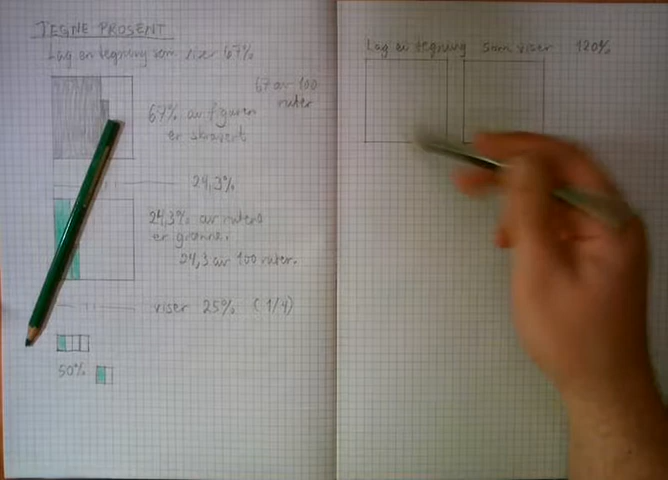 TEGNE PROSENT
Lag en tegning som viser 67%
67 av 100
ruter
67% av figuren
er skravert
24,3%
24,3% av rutene
er grønne.
24,3 av 100 ruter.
viser 25% (1/4)
50%
Lag en tegning som viser 120%